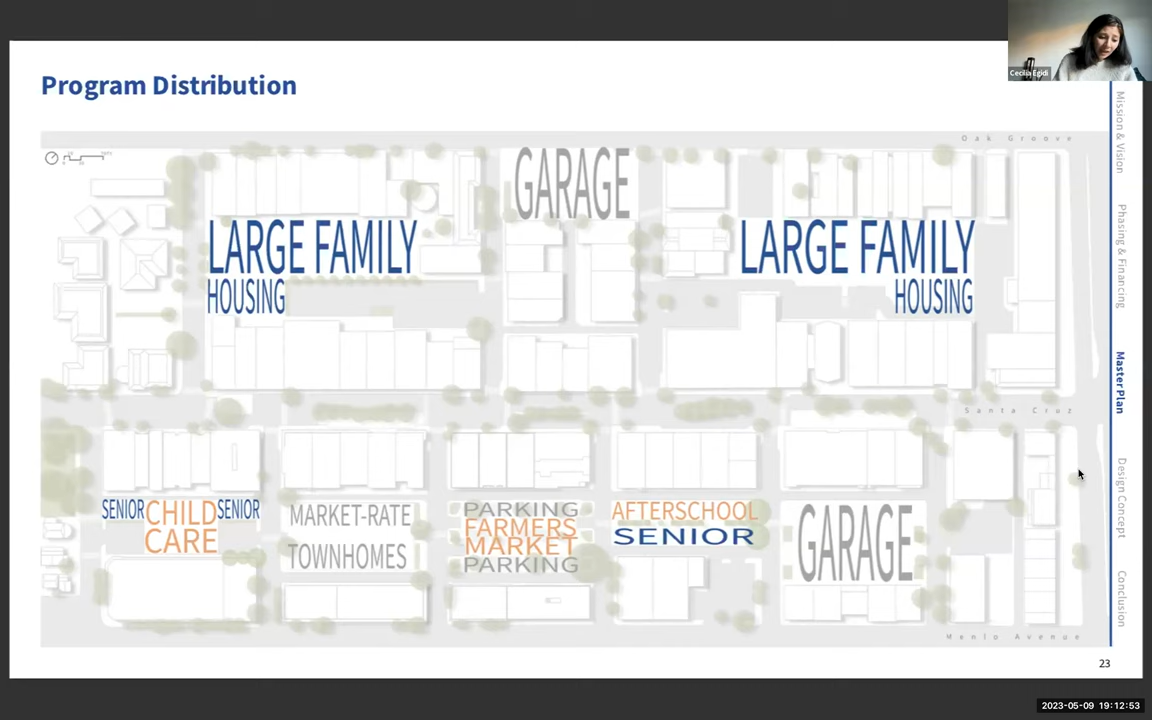 Cecilia Egidi
Program Distribution
Oak Groove
GARAGE
LARGE FAMILY
HOUSING
LARGE FAMILY
HOUSING
Santa Cruz
SENIOR CHILD SENIOR
CARE
MARKET-RATE
TOWNHOMES
PARKING
FARMERS
MARKET
PARKING
AFTERSCHOOL
SENIOR
GARAGE
Menlo Avenue
Mission & Vision
Phasing & Financing
Master Plan
Design Concept
Conclusion
23
2023-05-09 19:12:53